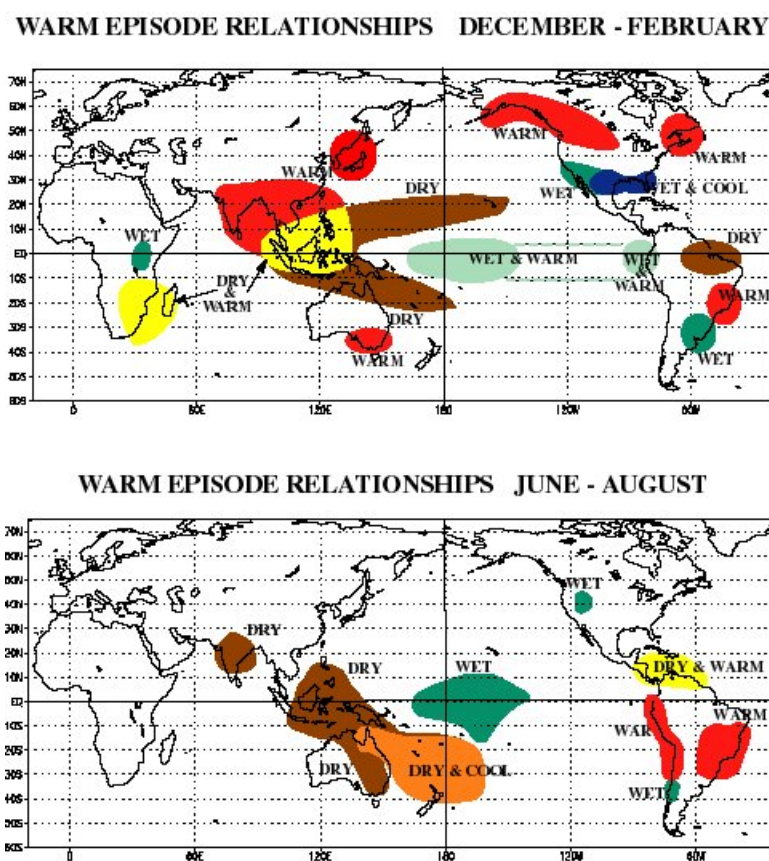 WARM EPISODE RELATIONSHIPS DECEMBER - FEBRUARY
70N
60N
50N
40N
30N
20N
10N
EQ
10S
20S
30S
40S
50S
60S
WARM
WARM
WARM
DRY
WET
WET & COOL
WET
DRY
&
WARM
WET & WARM
WET
&
WARM
DRY
WARM
DRY
WARM
WET
0
60E
120E
180
120W
60W
WARM EPISODE RELATIONSHIPS JUNE - AUGUST
70N
60N
50N
40N
30N
20N
10N
EQ
10S
20S
30S
40S
50S
60S
WET
DRY
DRY
WET
DRY & WARM
WAR
WARM
DRY
DRY & COOL
WET
0
60E
120E
180
120W
60W